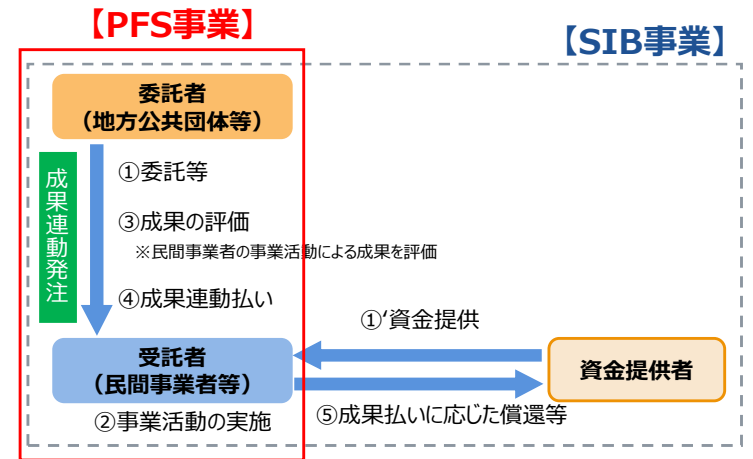 【PFS事業】
【SIB事業】
委託者
（地方公共団体等）
成果連動発注
①委託等
③成果の評価
※民間事業者の事業活動による成果を評価
④成果連動払い
①‘資金提供
受託者
（民間事業者等）
資金提供者
②事業活動の実施
⑤成果払いに応じた償還等